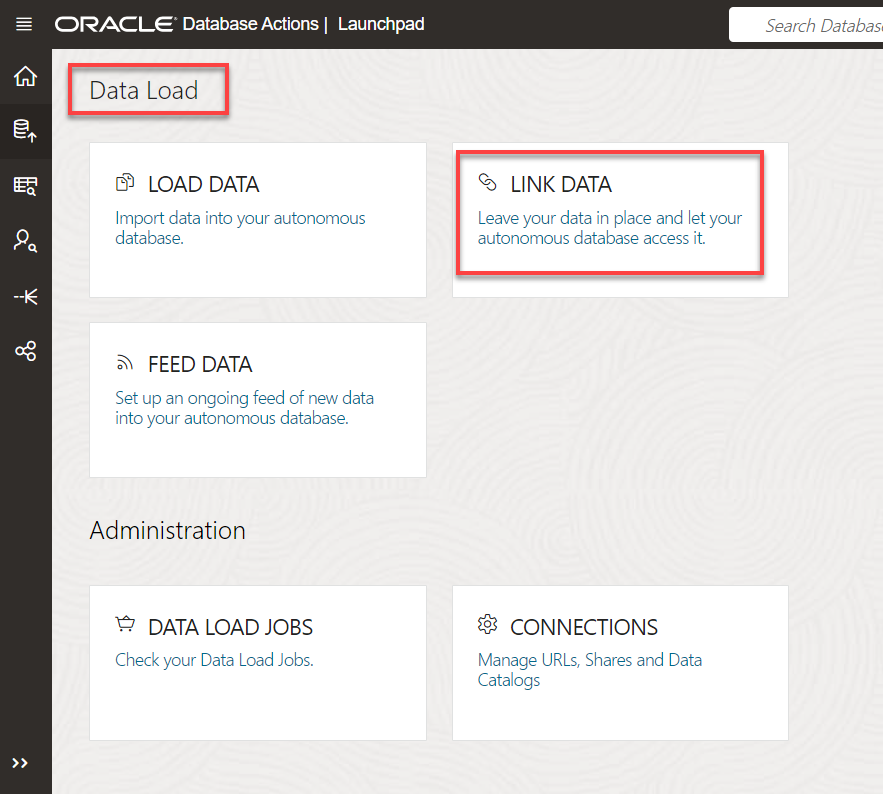 ORACLE Database Actions | Launchpad
Search Database
Data Load
LOAD DATA
Import data into your autonomous
database.
LINK DATA
Leave your data in place and let your
autonomous database access it.
FEED DATA
Set up an ongoing feed of new data
into your autonomous database.
Administration
DATA LOAD JOBS
Check your Data Load Jobs.
CONNECTIONS
Manage URLs, Shares and Data
Catalogs